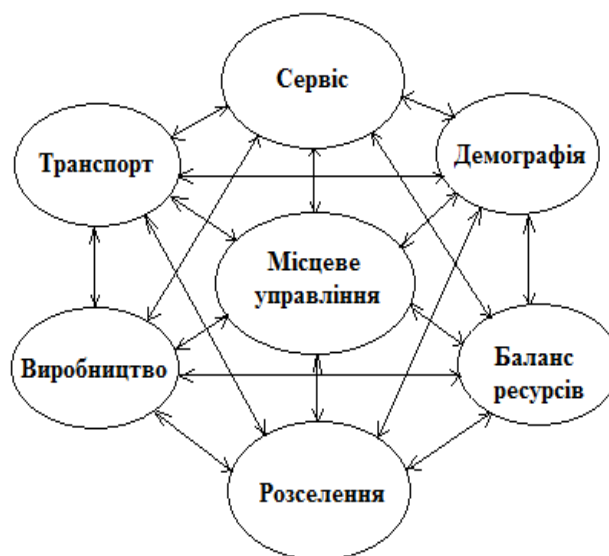 Сервіс
Транспорт
Демографія
Місцеве
управління
Виробництво
Баланс
ресурсів
Розселення